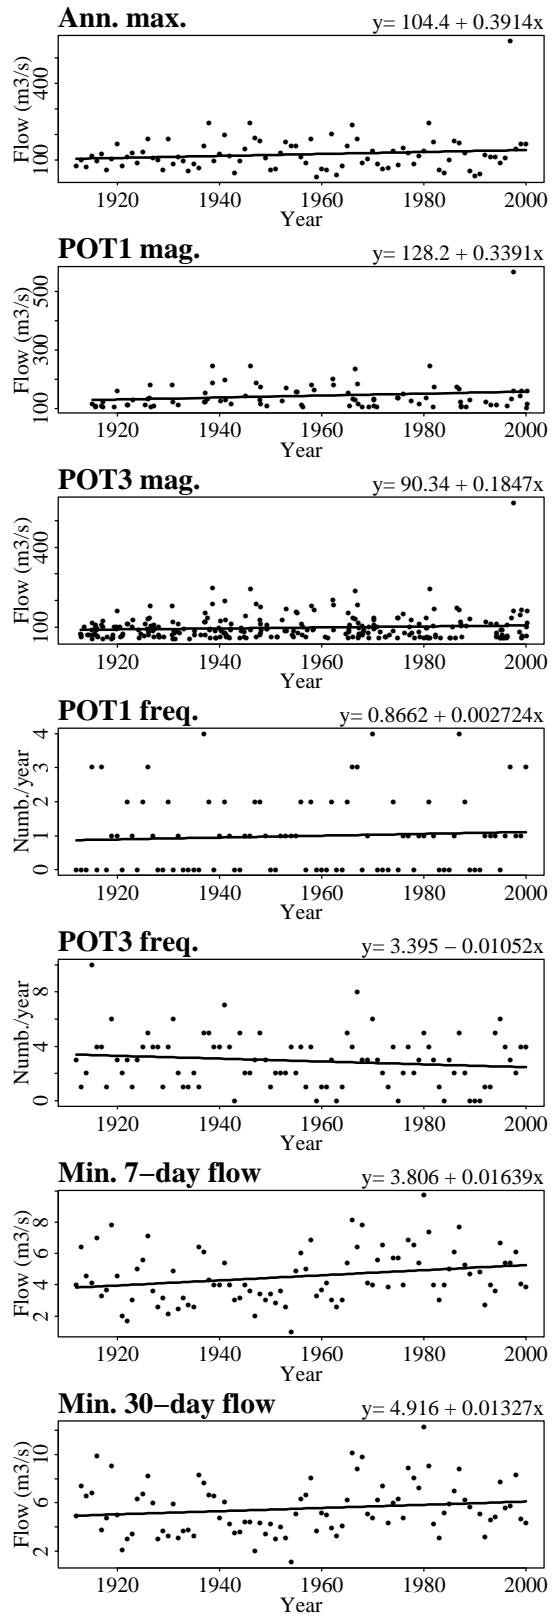 Ann. max.
y= 104.4 + 0.3914x
Flow (m3/s)
400
100
1920 1940 1960 1980 2000
Year
POT1 mag.
y= 128.2 + 0.3391x
Flow (m3/s)
500
300
100
1920 1940 1960 1980 2000
Year
POT3 mag.
y= 90.34 + 0.1847x
Flow (m3/s)
400
100
1920 1940 1960 1980 2000
Year
POT1 freq.
y= 0.8662 + 0.002724x
Numb./year
4
3
2
1
0
1920 1940 1960 1980 2000
Year
POT3 freq.
y= 3.395 − 0.01052x
Numb./year
8
4
0
1920 1940 1960 1980 2000
Year
Min. 7−day flow
y= 3.806 + 0.01639x
Flow (m3/s)
8
6
4
2
1920 1940 1960 1980 2000
Year
Min. 30−day flow
y= 4.916 + 0.01327x
Flow (m3/s)
10
6
2
1920 1940 1960 1980 2000
Year